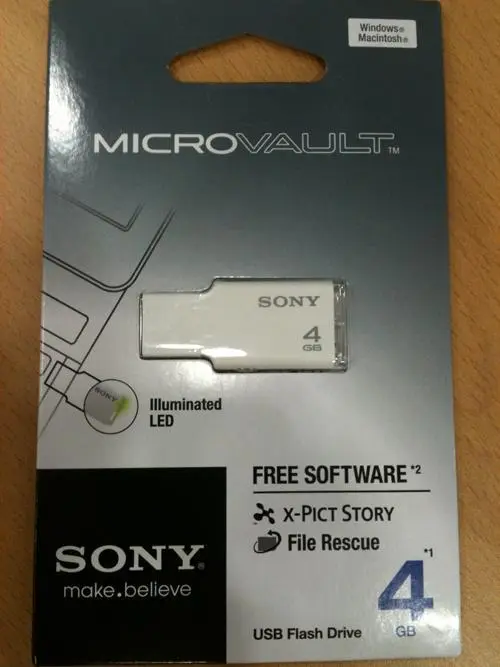 Windows®
Macintosh®
MICROVAULT™
SONY
4
GB
SONY
Illuminated
LED
FREE SOFTWARE *2
X-PICT STORY
File Rescue
SONY®
make.believe
*1
4
GB
USB Flash Drive